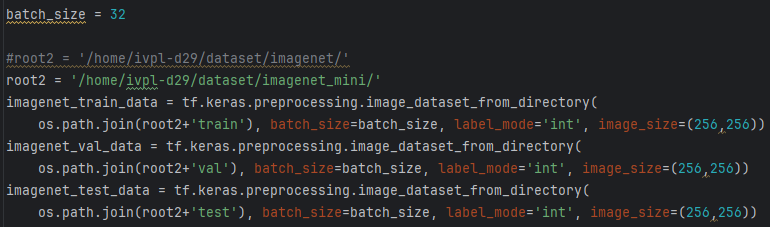 batch_size = 32
#root2 = '/home/ivpl-d29/dataset/imagenet/'
root2 = '/home/ivpl-d29/dataset/imagenet_mini/'
imagenet_train_data = tf.keras.preprocessing.image_dataset_from_directory(
os.path.join(root2+'train'), batch_size=batch_size, label_mode='int', image_size=(256,256))
imagenet_val_data = tf.keras.preprocessing.image_dataset_from_directory(
os.path.join(root2+'val'), batch_size=batch_size, label_mode='int', image_size=(256,256))
imagenet_test_data = tf.keras.preprocessing.image_dataset_from_directory(
os.path.join(root2+'test'), batch_size=batch_size, label_mode='int', image_size=(256,256))